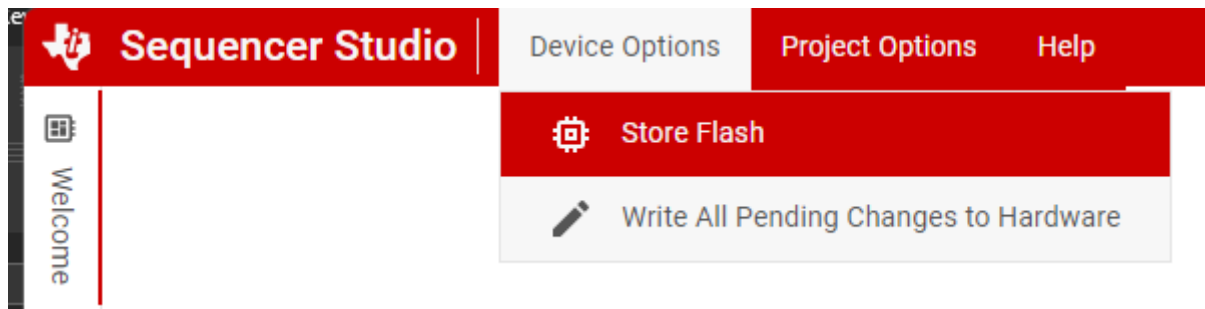 Sequencer Studio
Device Options
Project Options
Help
Store Flash
Write All Pending Changes to Hardware
Welcome